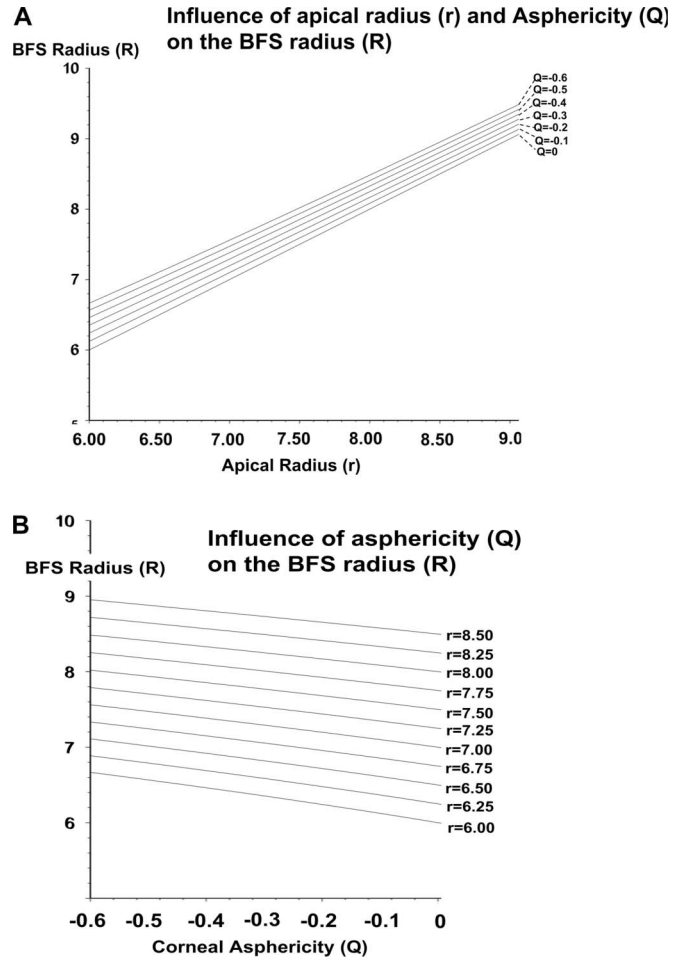 A
Influence of apical radius (r) and Asphericity (Q)
on the BFS radius (R)
BFS Radius (R)
10
9
8
7
6
Q=-0.6
Q=-0.5
Q=-0.4
Q=-0.3
Q=-0.2
Q=-0.1
Q=0
6.00 6.50 7.00 7.50 8.00 8.50 9.0
Apical Radius (r)
B
10
Influence of asphericity (Q)
on the BFS radius (R)
BFS Radius (R)
9
8
7
6
r=8.50
r=8.25
r=8.00
r=7.75
r=7.50
r=7.25
r=7.00
r=6.75
r=6.50
r=6.25
r=6.00
-0.6 -0.5 -0.4 -0.3 -0.2 -0.1 0
Corneal Asphericity (Q)